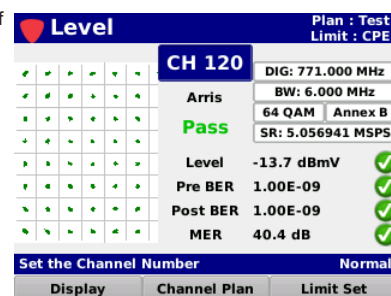 f
Level
Plan : Test
Limit : CPE
CH 120
DIG: 771.000 MHz
Arris
BW: 6.000 MHz
64 QAM Annex B
Pass
SR: 5.056941 MSPS
Level -13.7 dBmV
Pre BER 1.00E-09
Post BER 1.00E-09
MER 40.4 dB
Set the Channel Number Normal
Display Channel Plan Limit Set